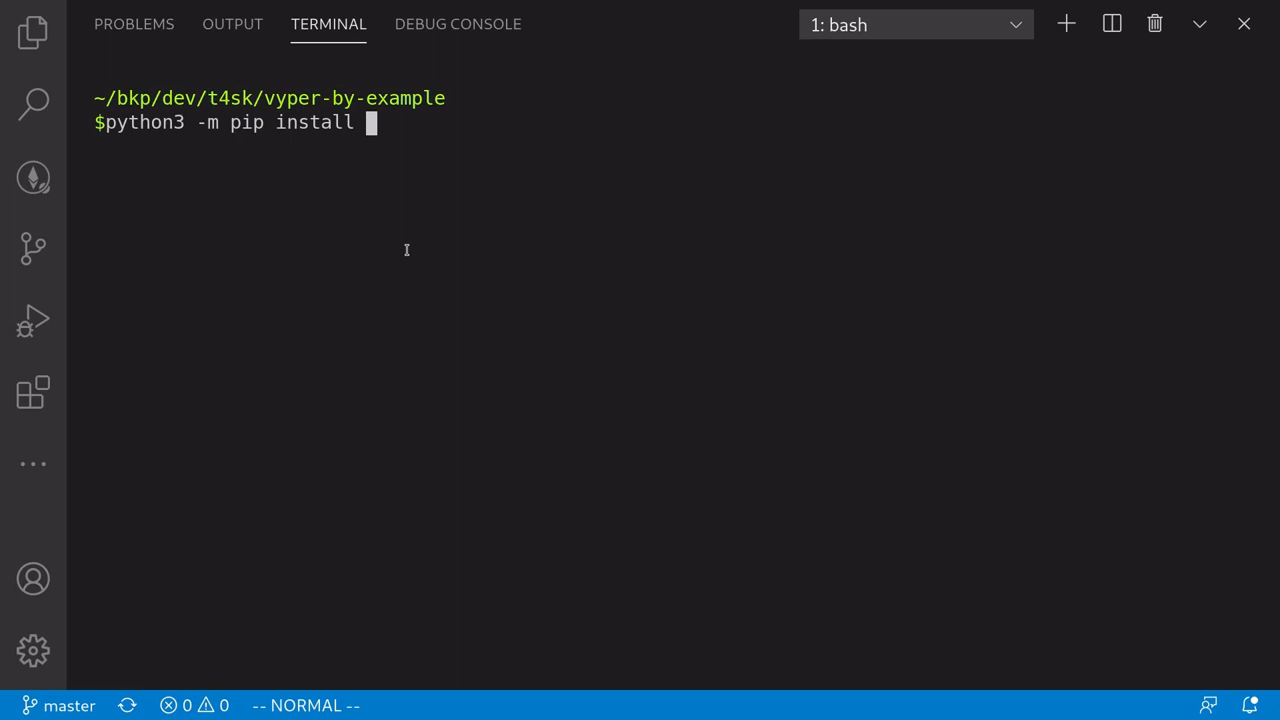 PROBLEMS OUTPUT TERMINAL DEBUG CONSOLE 1: bash
~/bkp/dev/t4sk/vyper-by-example
$python3 -m pip install
master 0 0 -- NORMAL --